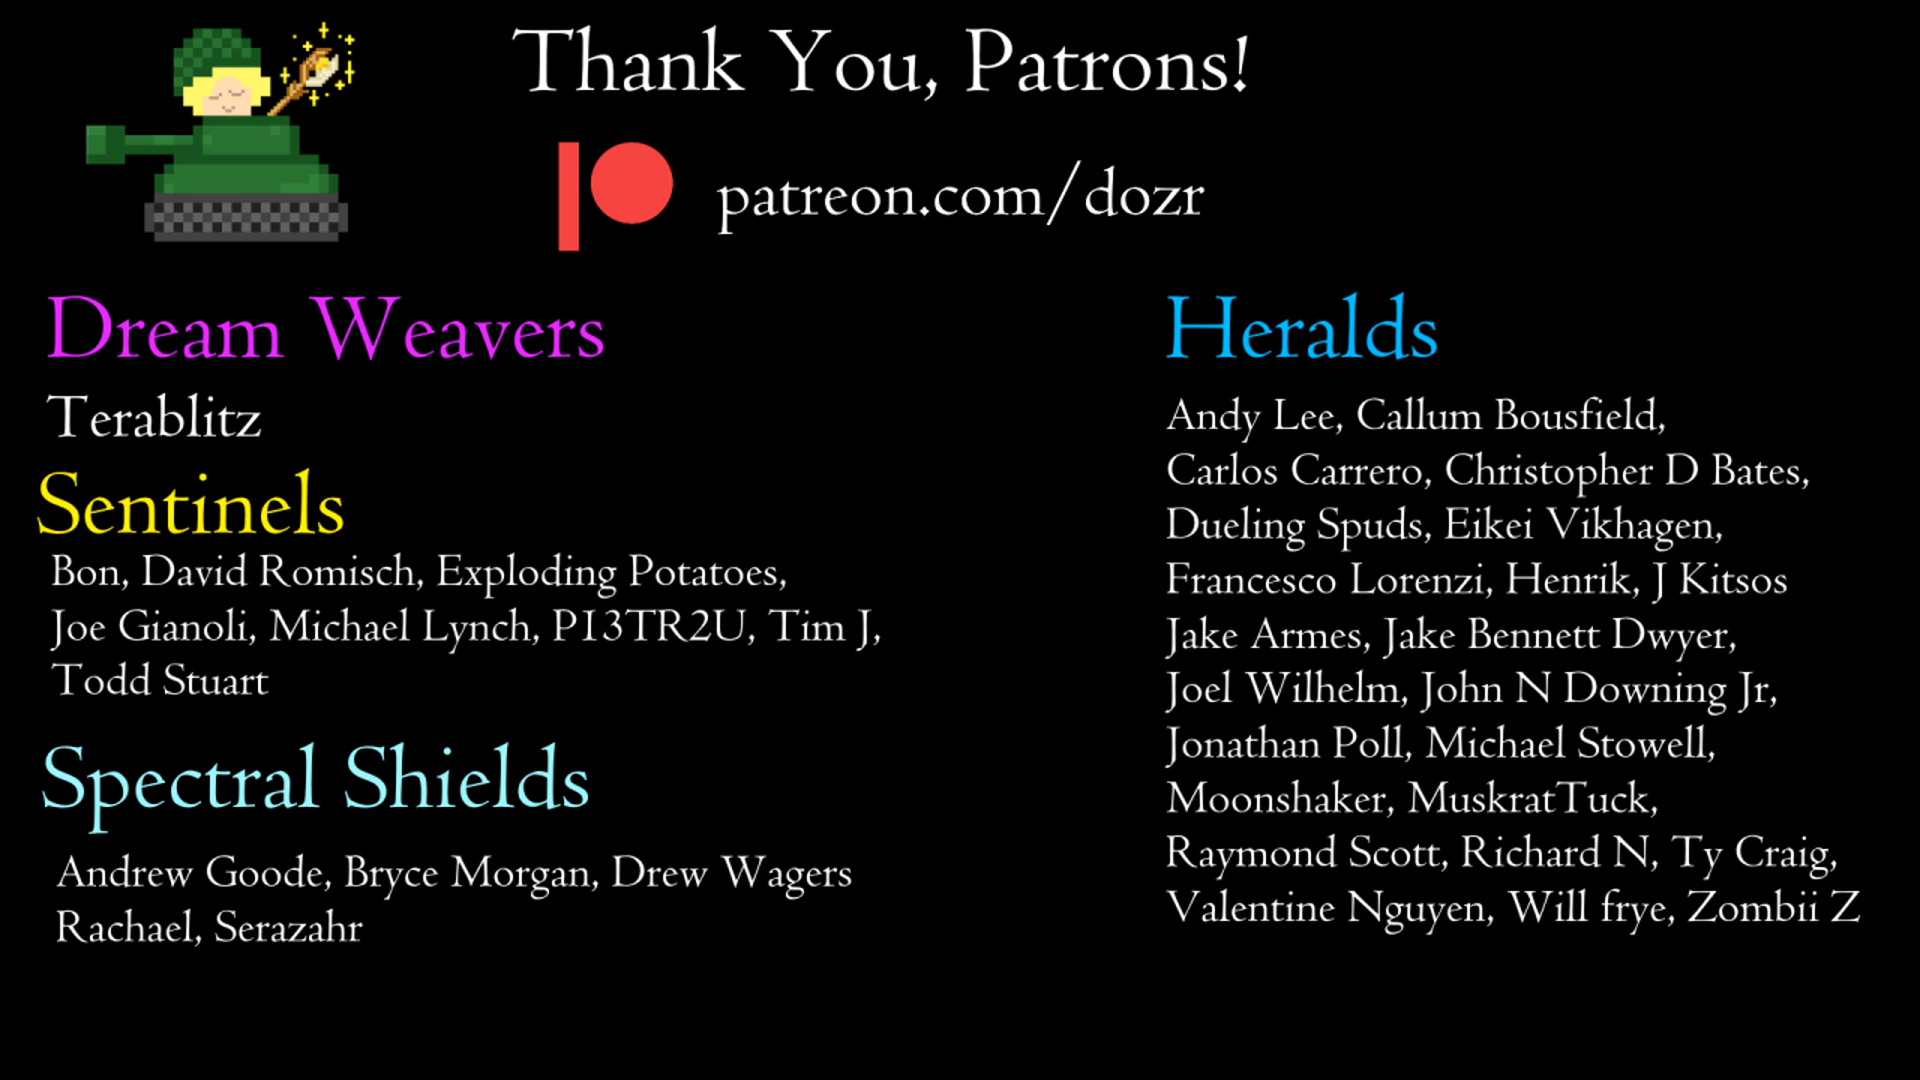 Thank You, Patrons!
patreon.com/dozr
Dream Weavers
Terablitz
Sentinels
Bon, David Romisch, Exploding Potatoes,
Joe Gianoli, Michael Lynch, P13TR2U, Tim J,
Todd Stuart
Spectral Shields
Andrew Goode, Bryce Morgan, Drew Wagers
Rachael, Serazahr
Heralds
Andy Lee, Callum Bousfield,
Carlos Carrero, Christopher D Bates,
Dueling Spuds, Eikei Vikhagen,
Francesco Lorenzi, Henrik, J Kitsos
Jake Armes, Jake Bennett Dwyer,
Joel Wilhelm, John N Downing Jr,
Jonathan Poll, Michael Stowell,
Moonshaker, MuskratTuck,
Raymond Scott, Richard N, Ty Craig,
Valentine Nguyen, Will frye, Zombii Z